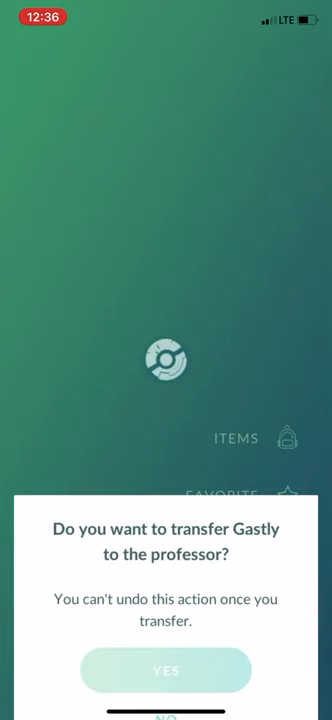 12:36
LTE
ITEMS
FAVORITE
Do you want to transfer Gastly
to the professor?
You can't undo this action once you
transfer.
YES
NO